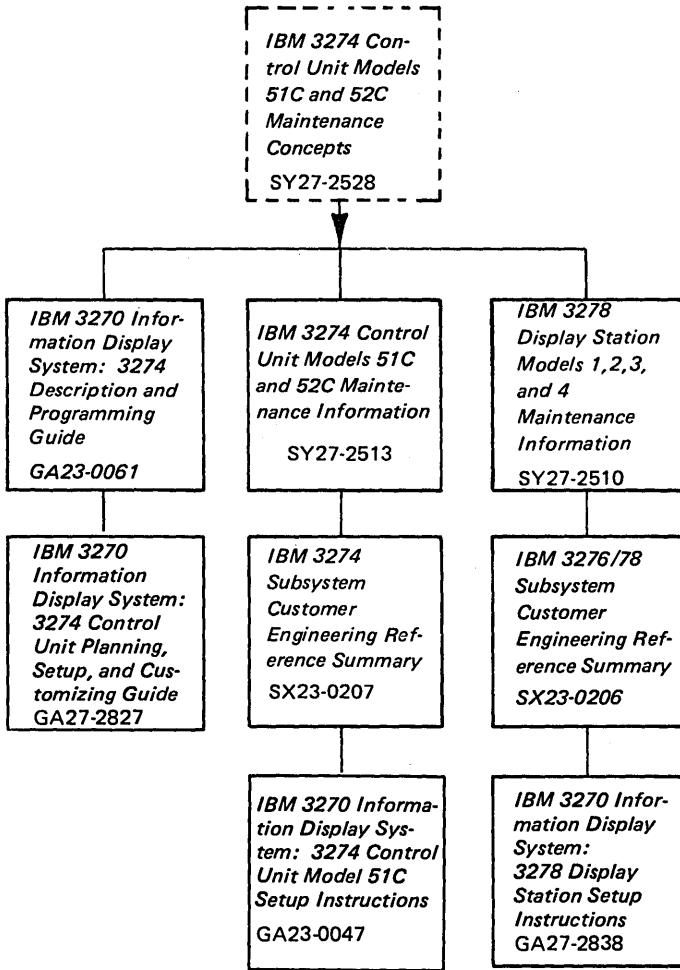 IBM 3274 Con-
trol Unit Models
51C and 52C
Maintenance
Concepts
SY27-2528
IBM 3270 Infor-
mation Display
System: 3274
Description and
Programming
Guide
GA23-0061
IBM 3270
Information
Display System:
3274 Control
Unit Planning,
Setup, and Cus-
tomizing Guide
GA27-2827
IBM 3274 Control
Unit Models 51C
and 52C Mainte-
nance Information
SY27-2513
IBM 3274
Subsystem
Customer
Engineering Ref-
erence Summary
SX23-0207
IBM 3270 Informa-
tion Display Sys-
tem: 3274 Control
Unit Model 51C
Setup Instructions
GA23-0047
IBM 3278
Display Station
Models 1,2,3,
and 4
Maintenance
Information
SY27-2510
IBM 3276/78
Subsystem
Customer
Engineering Ref-
erence Summary
SX23-0206
IBM 3270 Infor-
mation Display
System:
3278 Display
Station Setup
Instructions
GA27-2838